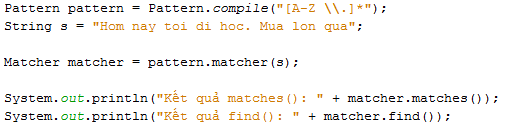 Pattern pattern = Pattern.compile("[A-Z \\.]*");
String s = "Hom nay toi di hoc. Mua lon qua";
Matcher matcher = pattern.matcher(s);
System.out.println("Kết quả matches(): " + matcher.matches());
System.out.println("Kết quả find(): " + matcher.find());